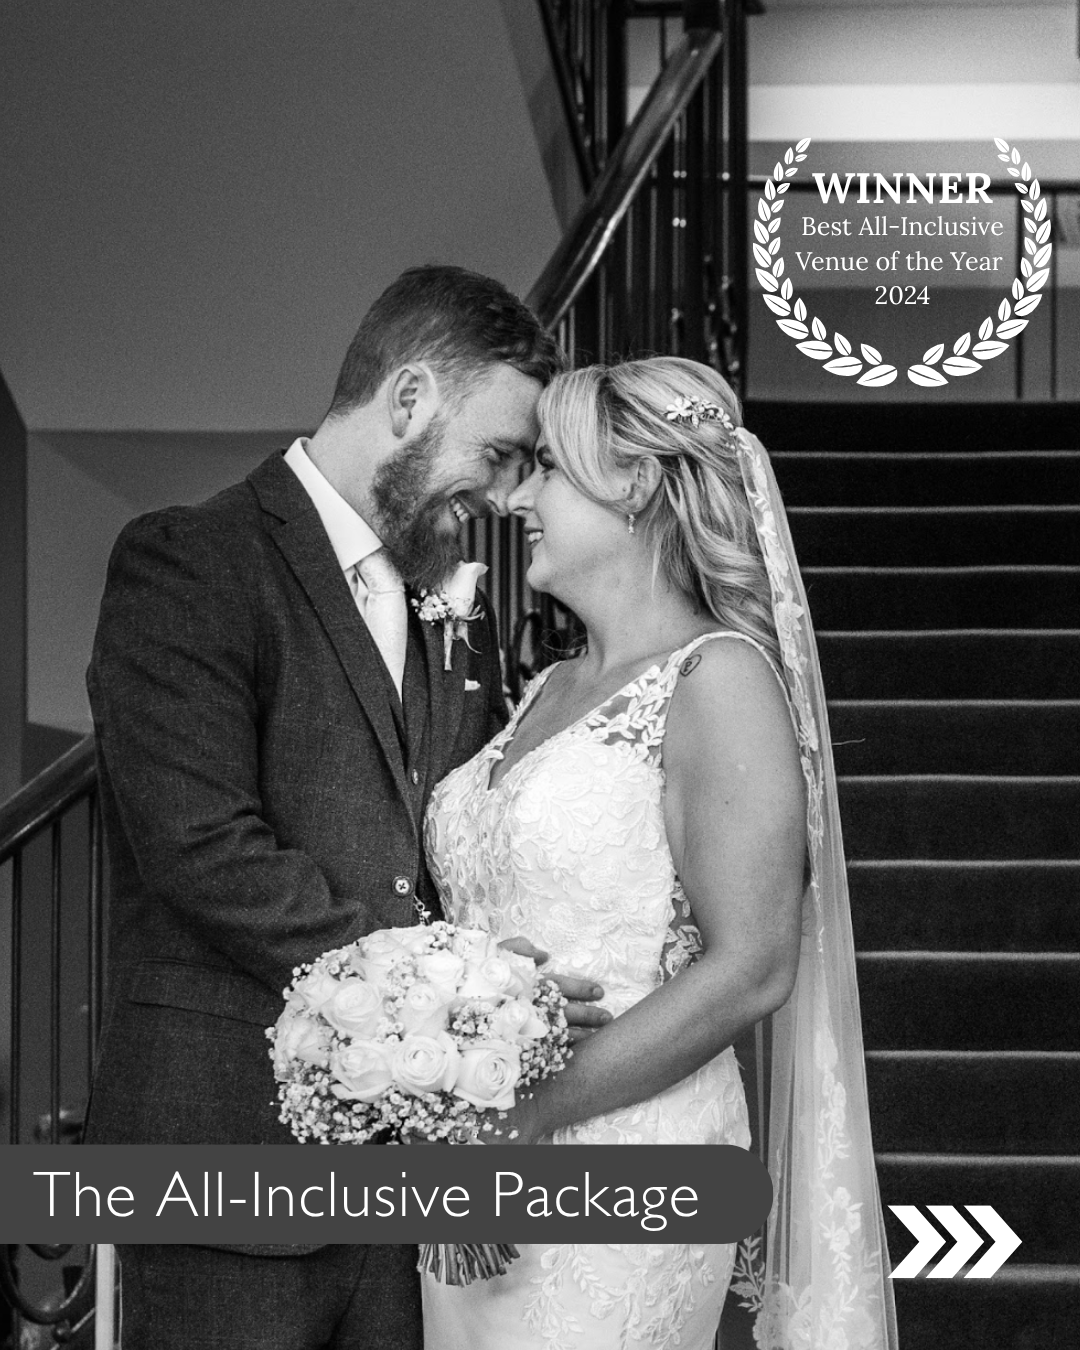 WINNER
Best All-Inclusive
Venue of the Year
2024
The All-Inclusive Package